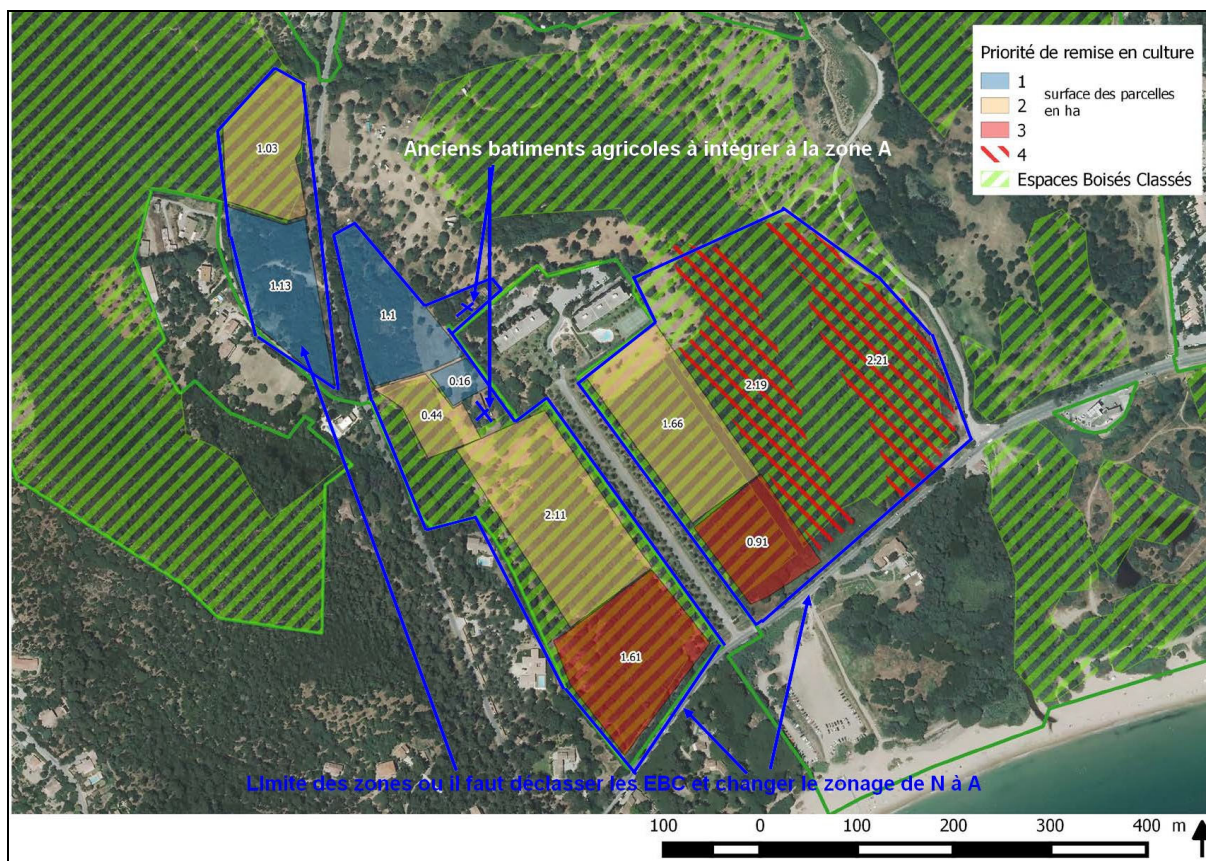 Priorité de remise en culture
1
2
3
4
surface des parcelles
en ha
Espaces Boisés Classés
Anciens batiments agricoles à intégrer à la zone A
1.03
1.13
1.1
0.16
0.44
2.11
1.61
1.66
0.91
2.19
2.21
Limite des zones ou il faut déclasser les EBC et changer le zonage de N à A
100 0 100 200 300 400 m